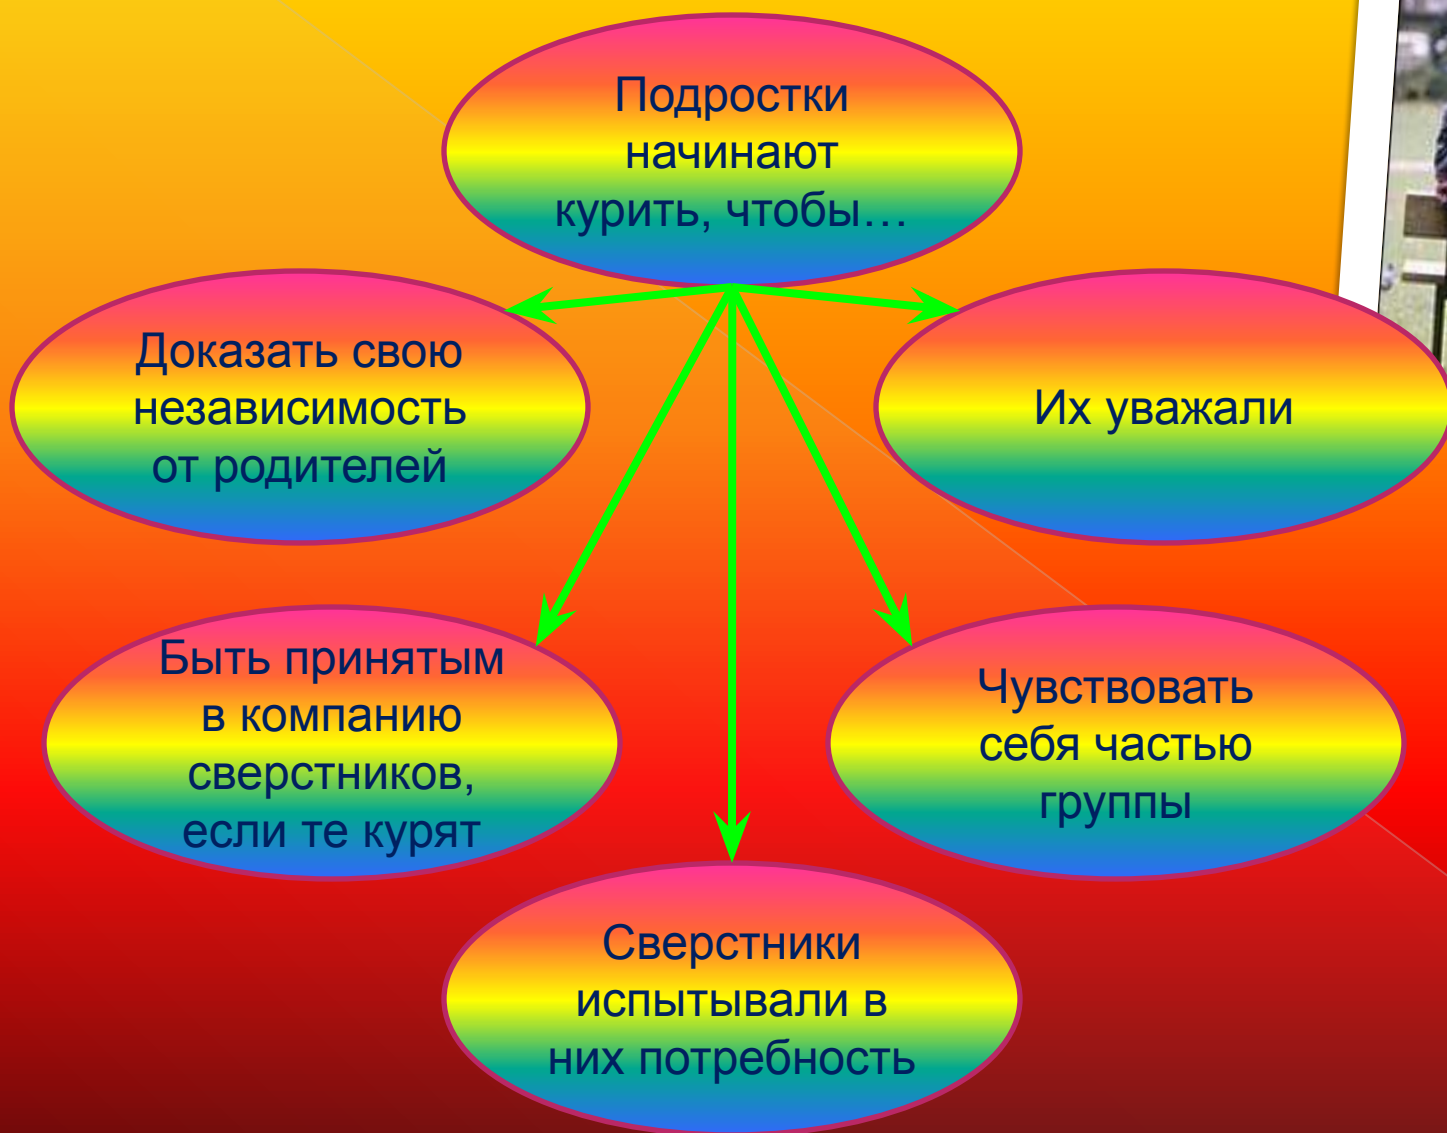 Подростки
начинают
курить, чтобы…
Доказать свою
независимость
от родителей
Их уважали
Быть принятым
в компанию
сверстников,
если те курят
Чувствовать
себя частью
группы
Сверстники
испытывали в
них потребность